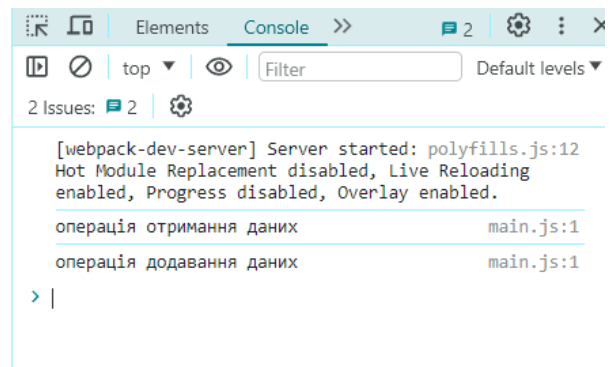 Elements Console 2
top Filter Default levels
2 Issues: 2
[webpack-dev-server] Server started: polyfills.js:12
Hot Module Replacement disabled, Live Reloading
enabled, Progress disabled, Overlay enabled.
операція отримання даних main.js:1
операція додавання даних main.js:1